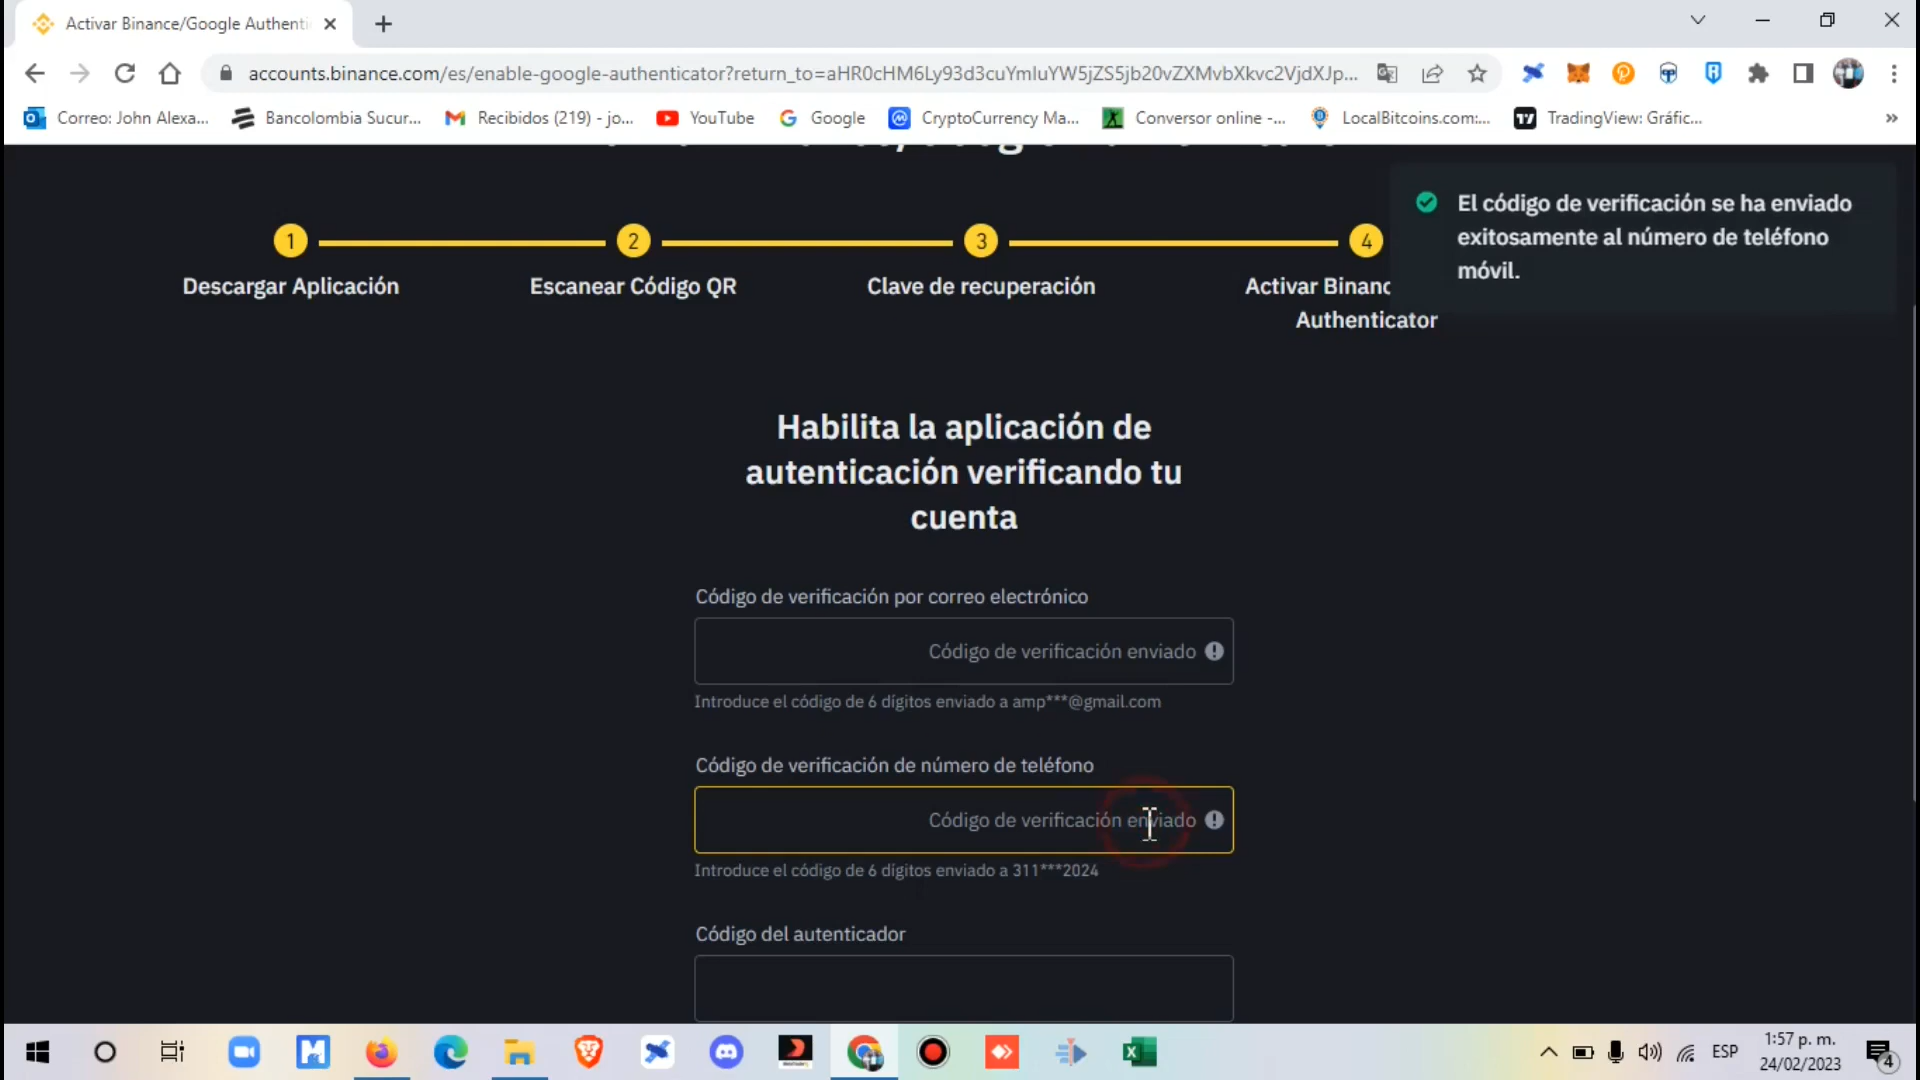 Activar Binance/Google Authenti
accounts.binance.com/es/enable-google-authenticator?return_to=aHR0cHM6Ly93d3cuYmluYW5jZS5jb20vZXMvbXkvc2VjdXJp...
Correo: John Alexa...
Bancolombia Sucur...
Recibidos (219) - jo...
YouTube
Google
CryptoCurrency Ma...
Conversor online -...
LocalBitcoins.com:...
TradingView: Gráfic...
»
El código de verificación se ha enviado
exitosamente al número de teléfono
móvil.
1
2
3
4
Descargar Aplicación
Escanear Código QR
Clave de recuperación
Activar Binanc
Authenticator
Habilita la aplicación de
autenticación verificando tu
cuenta
Código de verificación por correo electrónico
Código de verificación enviado
Introduce el código de 6 dígitos enviado a amp***@gmail.com
Código de verificación de número de teléfono
Código de verificación enviado
Introduce el código de 6 dígitos enviado a 311***2024
Código del autenticador
ESP
1:57 p. m.
24/02/2023
4